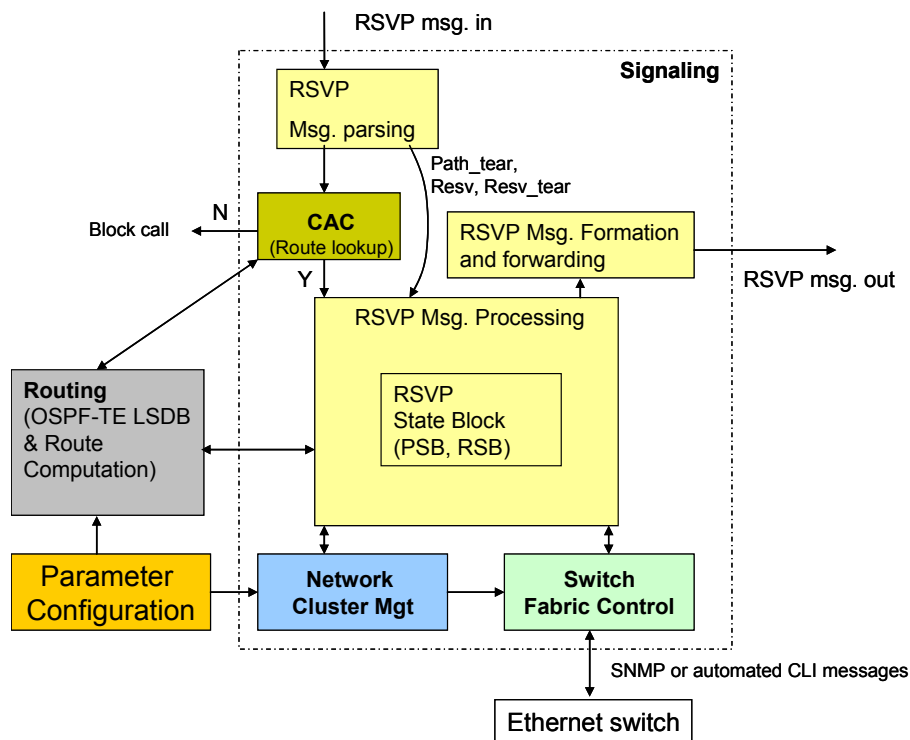 RSVP msg. in
Signaling
RSVP
Msg. parsing
Path_tear,
Resv, Resv_tear
N
Block call
CAC
(Route lookup)
Y
RSVP Msg. Formation
and forwarding
RSVP msg. out
RSVP Msg. Processing
RSVP
State Block
(PSB, RSB)
Routing
(OSPF-TE LSDB
& Route
Computation)
Parameter
Configuration
Network
Cluster Mgt
Switch
Fabric Control
SNMP or automated CLI messages
Ethernet switch